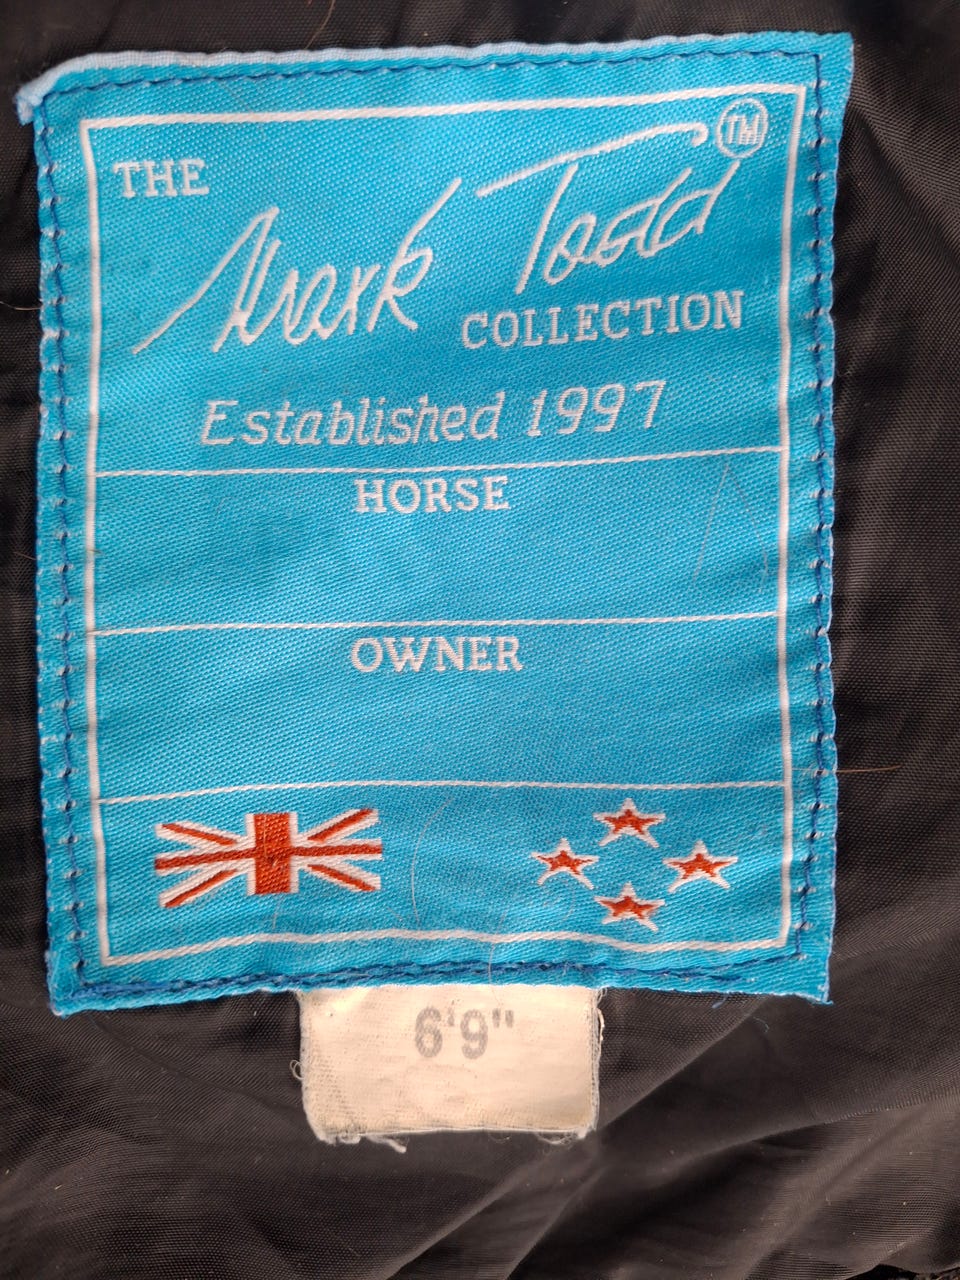 THE
Mark Todd TM
COLLECTION
Established 1997
HORSE
OWNER
6'9"